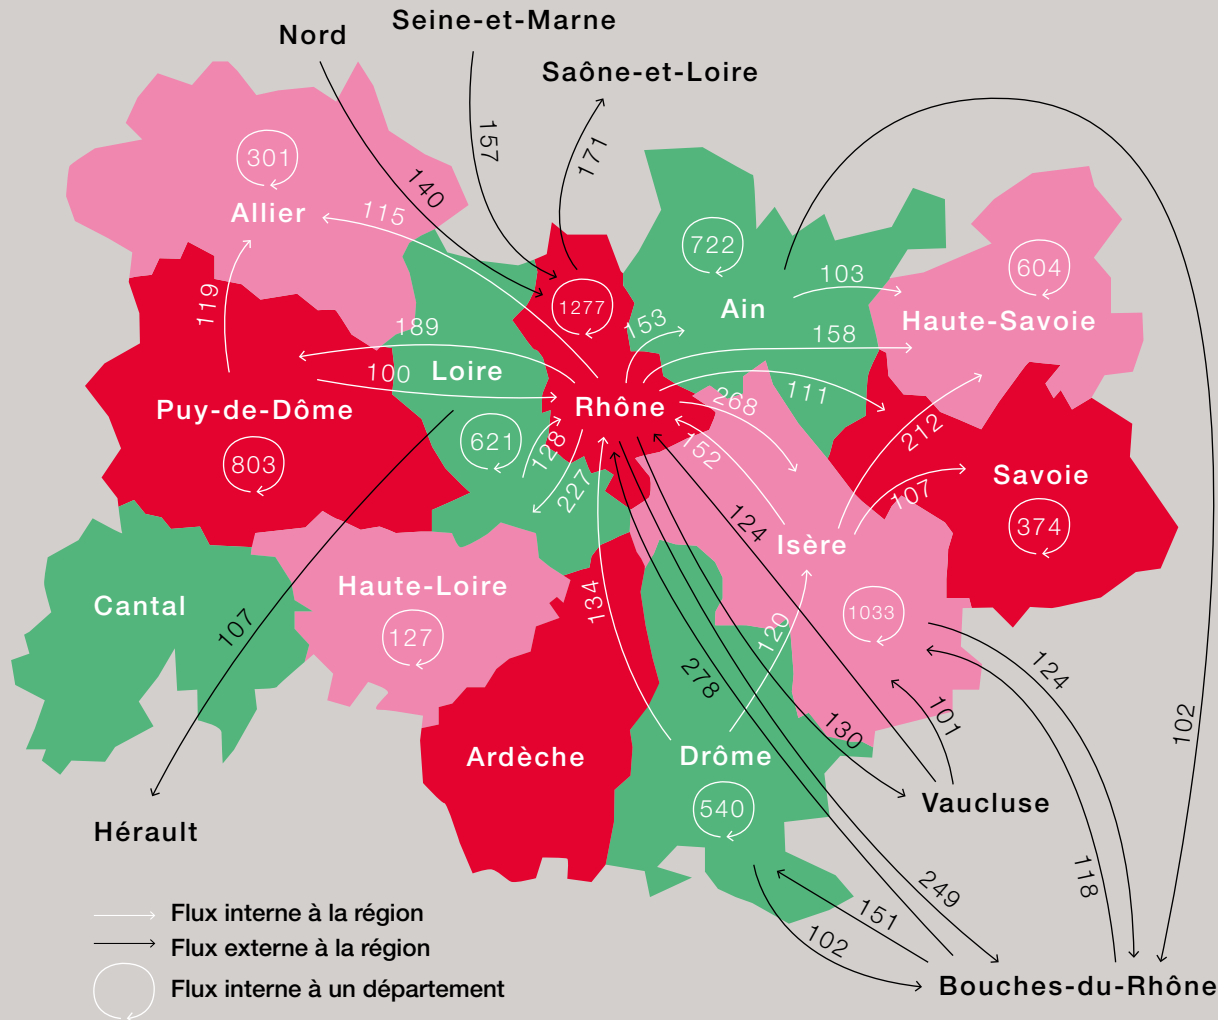 Seine-et-Marne
Nord
Saône-et-Loire
157
171
301
140
115
Allier
722
604
103
119
1277
Ain
153
Haute-Savoie
189
158
100
Loire
Puy-de-Dôme
Rhône
268
111
621
128
152
212
803
227
107
Savoie
124
374
Isère
Cantal
Haute-Loire
134
1033
107
127
120
278
124
101
102
130
Ardèche
Drôme
540
Vaucluse
Hérault
118
249
151
102
Flux interne à la région
Flux externe à la région
Flux interne à un département
Bouches-du-Rhône